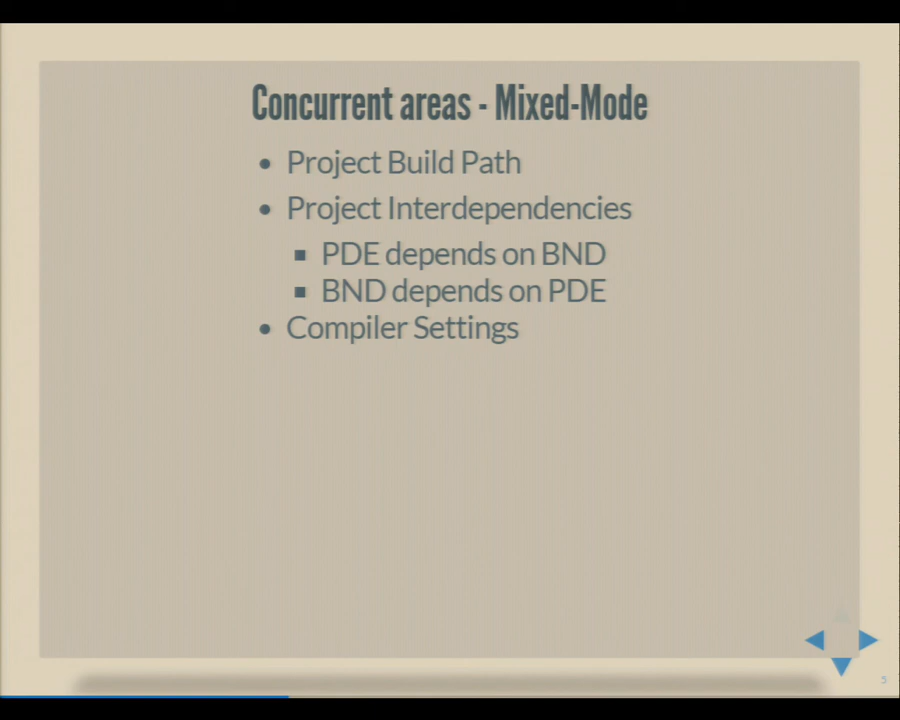 Concurrent areas - Mixed-Mode
Project Build Path
Project Interdependencies
PDE depends on BND
BND depends on PDE
Compiler Settings
5